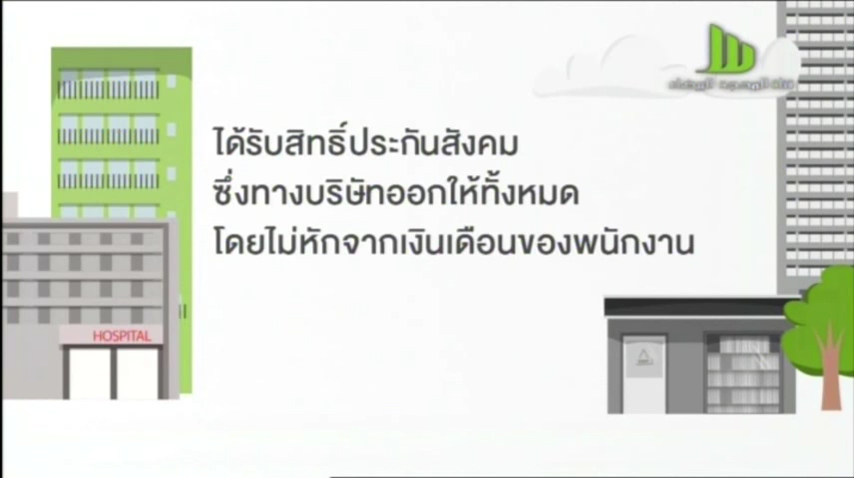 ได้รับสิทธิ์ประกันสังคม
ซึ่งทางบริษัทออกให้ทั้งหมด
โดยไม่หักจากเงินเดือนของพนักงาน
HOSPITAL